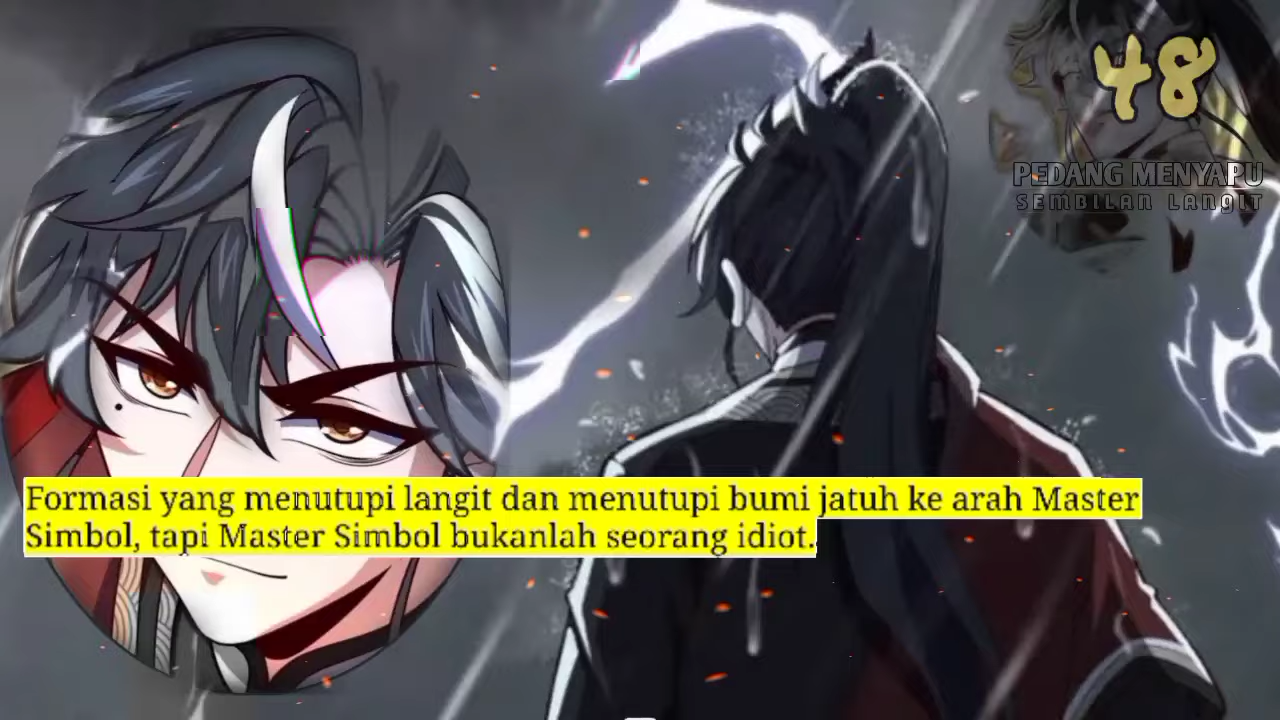 48
PEDANG MENYAPU
SEMBILAN LANGIT
Formasi yang menutupi langit dan menutupi bumi jatuh ke arah Master
Simbol, tapi Master Simbol bukanlah seorang idiot.